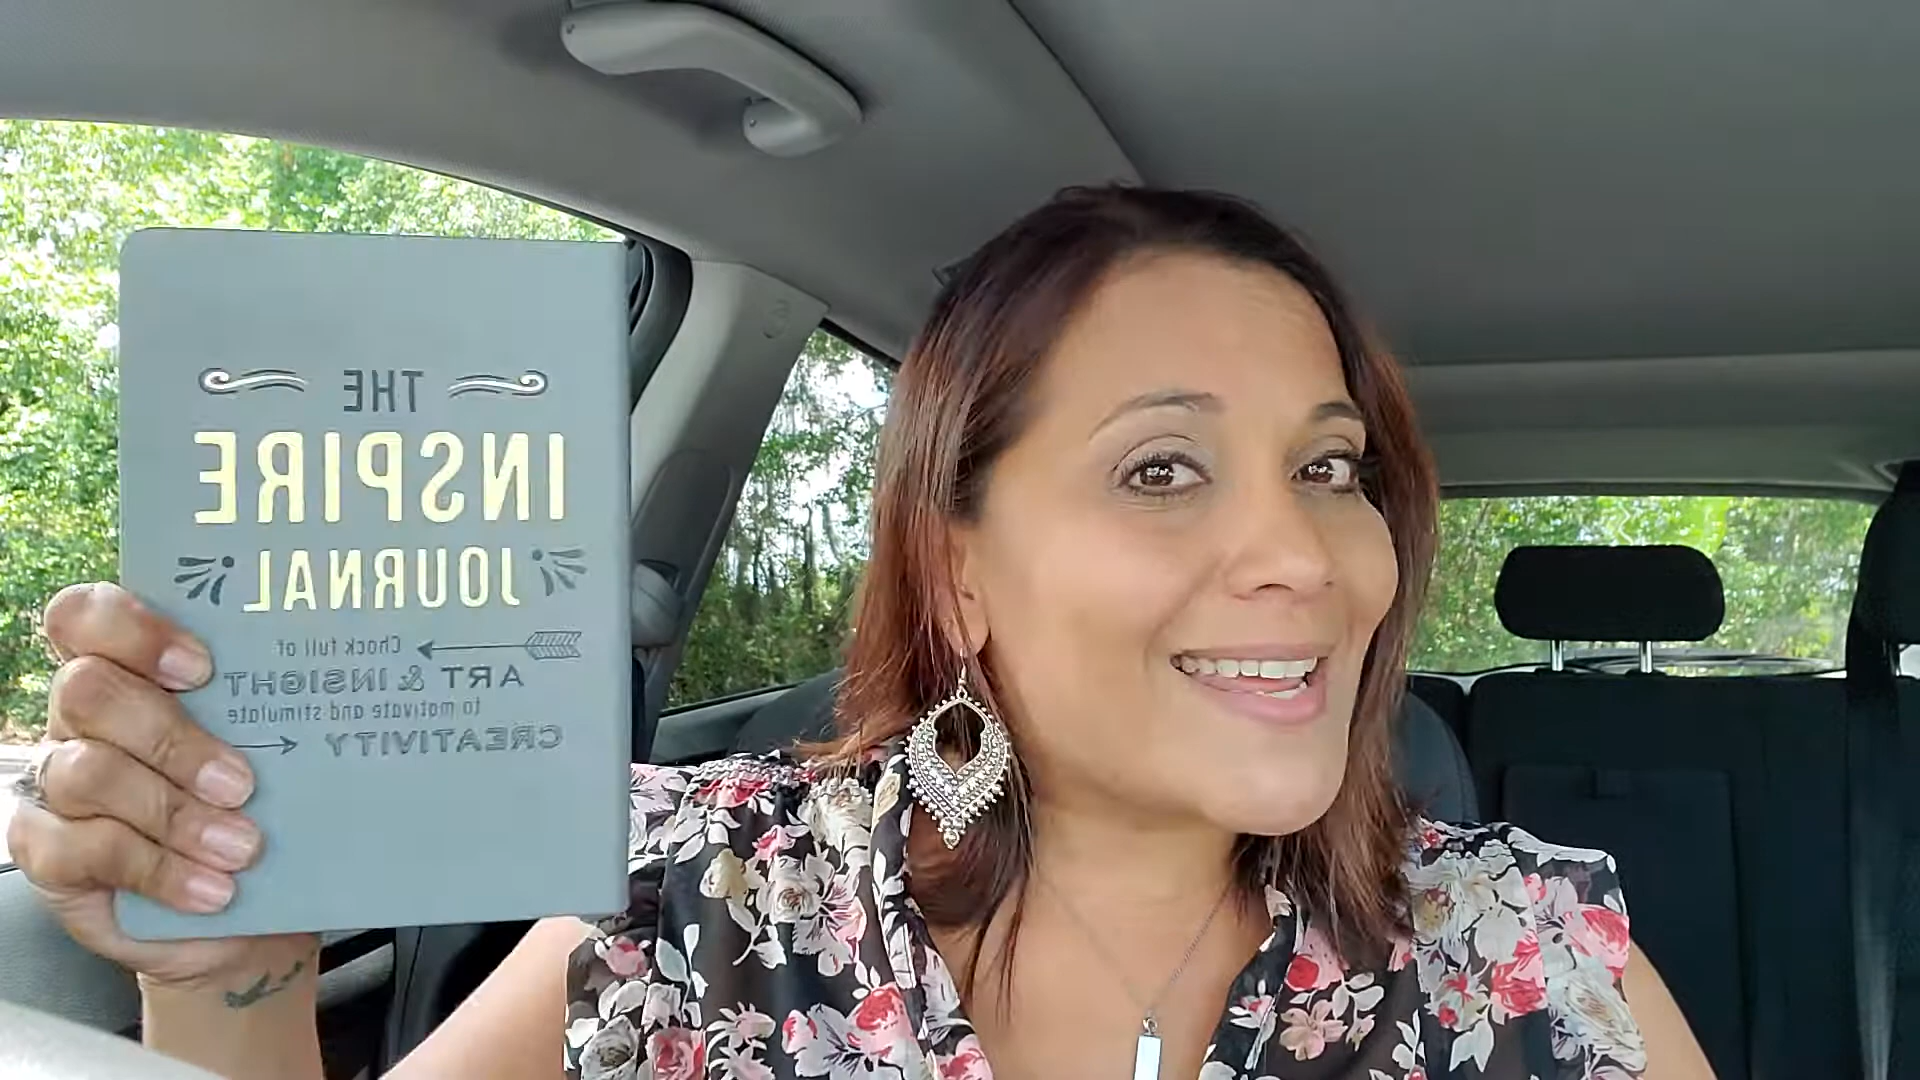 THE
INSPIRE
JOURNAL
Chock full of
ART & INSIGHT
to motivate and stimulate
CREATIVITY